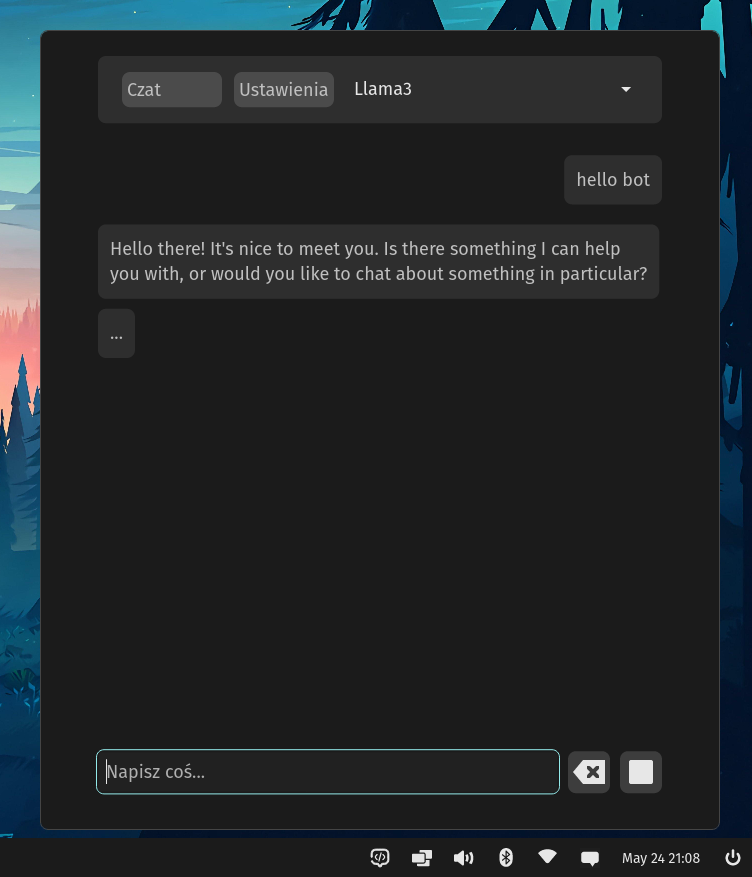 Czat Ustawienia Llama3
hello bot
Hello there! It's nice to meet you. Is there something I can help
you with, or would you like to chat about something in particular?
...
Napisz coś...
May 24 21:08